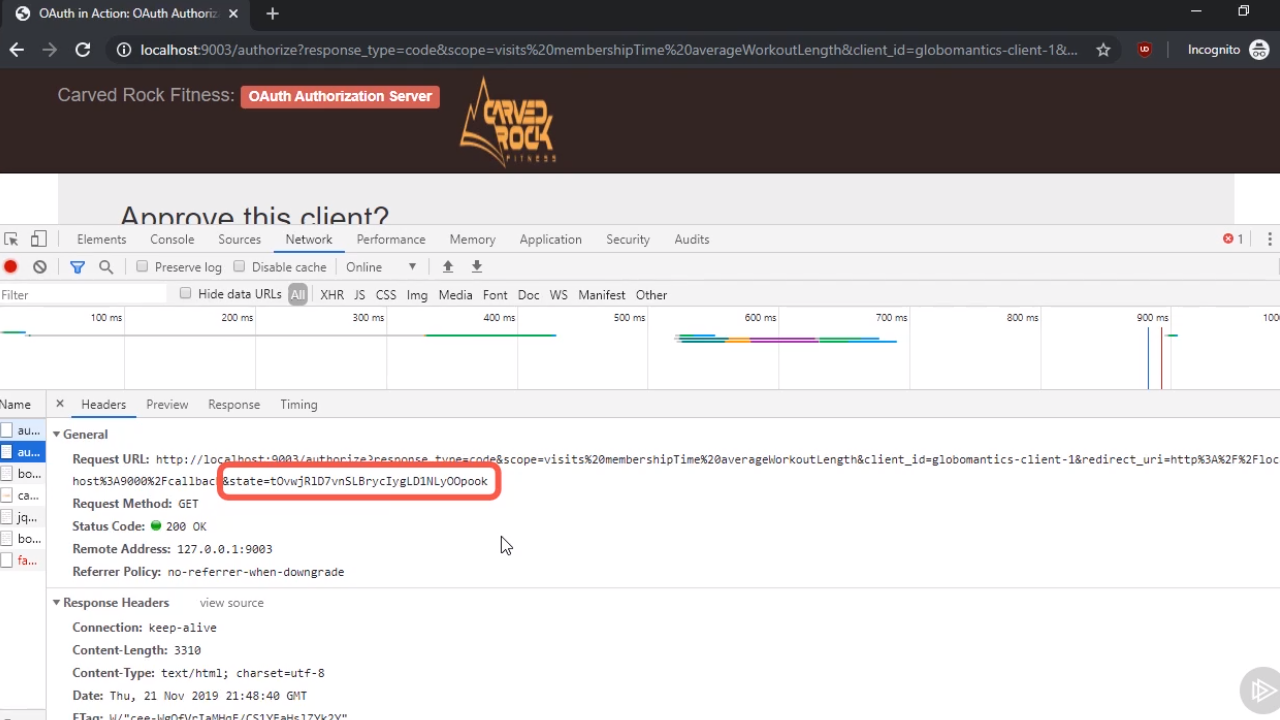 OAuth in Action: OAuth Authoriz
localhost:9003/authorize?response_type=code&scope=visits%20membershipTime%20averageWorkoutLength&client_id=globomantics-client-1&...
Incognito
Carved Rock Fitness: OAuth Authorization Server
CARVED
ROCK
FITNESS
Approve this client?
Elements Console Sources Network Performance Memory Application Security Audits 1
Preserve log Disable cache Online
Filter Hide data URLs All XHR JS CSS Img Media Font Doc WS Manifest Other
100 ms 200 ms 300 ms 400 ms 500 ms 600 ms 700 ms 800 ms 900 ms
Name Headers Preview Response Timing
au...
au...
bo...
ca...
jq...
bo...
fa...
General
Request URL: http://localhost:9003/authorize?response_type=code&scope=visits%20membershipTime%20averageWorkoutLength&client_id=globomantics-client-1&redirect_uri=http%3A%2F%2Flocal
host%3A9000%2Fcallback&state=tOvwjRlD7vnSLBrycIygLD1NLyOOpook
Request Method: GET
Status Code: 200 OK
Remote Address: 127.0.0.1:9003
Referrer Policy: no-referrer-when-downgrade
Response Headers view source
Connection: keep-alive
Content-Length: 3310
Content-Type: text/html; charset=utf-8
Date: Thu, 21 Nov 2019 21:48:40 GMT
ETag: